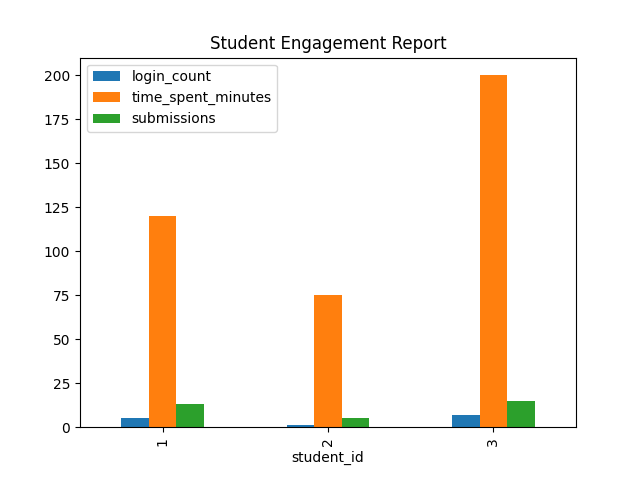 Student Engagement Report
login_count
time_spent_minutes
submissions
200
175
150
125
100
75
50
25
0
1
2
3
student_id